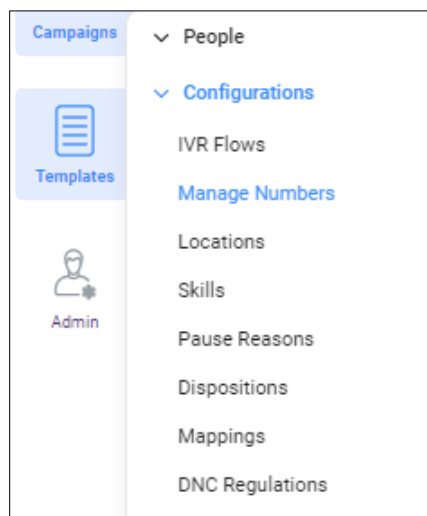 Campaigns
Templates
Admin
People
Configurations
IVR Flows
Manage Numbers
Locations
Skills
Pause Reasons
Dispositions
Mappings
DNC Regulations